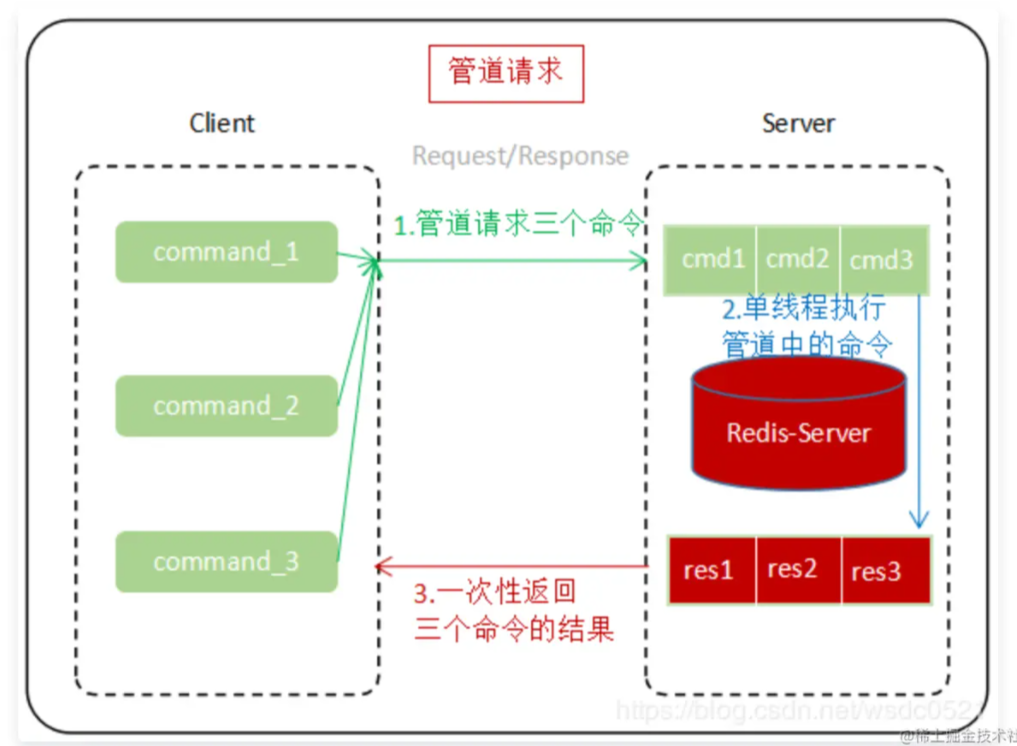 管道请求
Client
Server
Request/Response
1.管道请求三个命令
command_1
cmd1 cmd2 cmd3
2.单线程执行
管道中的命令
command_2
Redis-Server
command_3
res1 res2 res3
3.一次性返回
三个命令的结果
https://blog.csdn.net/wsdc052
@稀土掘金技术社